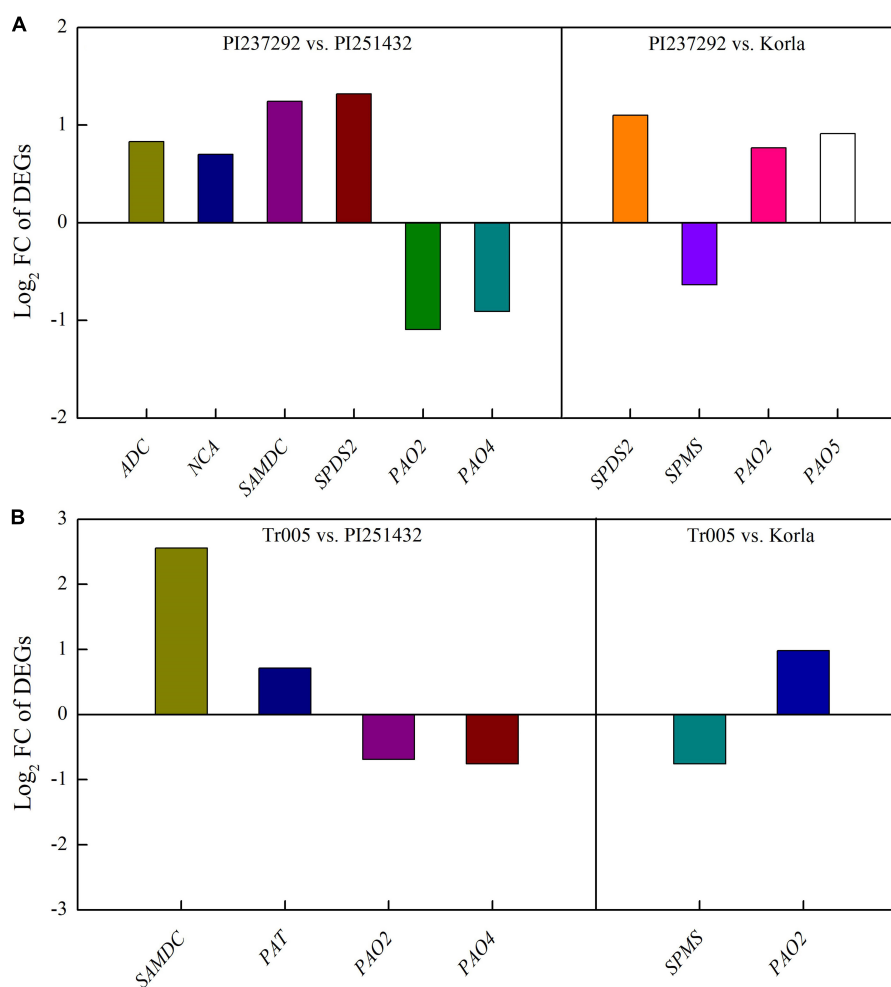 A
PI237292 vs. PI251432
PI237292 vs. Korla
Log2 FC of DEGs
2
1
0
-1
-2
ADC
NCA
SAMDC
SPDS2
PAO2
PAO4
SPDS2
SPMS
PAO2
PAO5
B
Tr005 vs. PI251432
Tr005 vs. Korla
Log2 FC of DEGs
3
2
1
0
-1
-2
-3
SAMDC
PAT
PAO2
PAO4
SPMS
PAO2